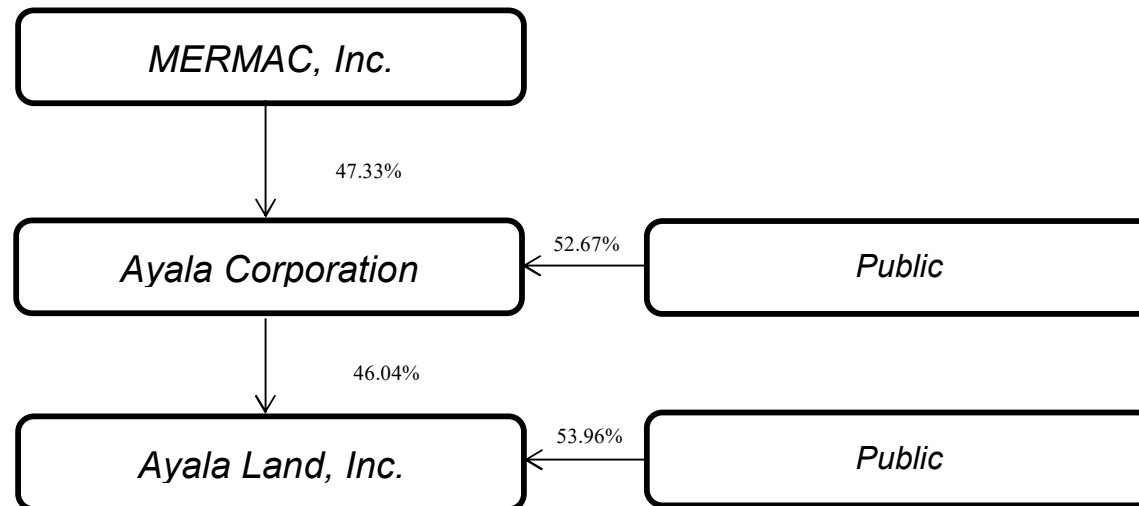 MERMAC, Inc.
47.33%
Ayala Corporation
52.67%
Public
46.04%
Ayala Land, Inc.
53.96%
Public